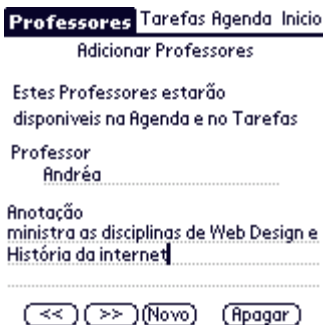 Professores Tarefas Agenda Inicio
Adicionar Professores
Estes Professores estarão
disponiveis na Agenda e no Tarefas
Professor
Andréa
Anotação
ministra as disciplinas de Web Design e
História da internet
<< >> Novo Apagar